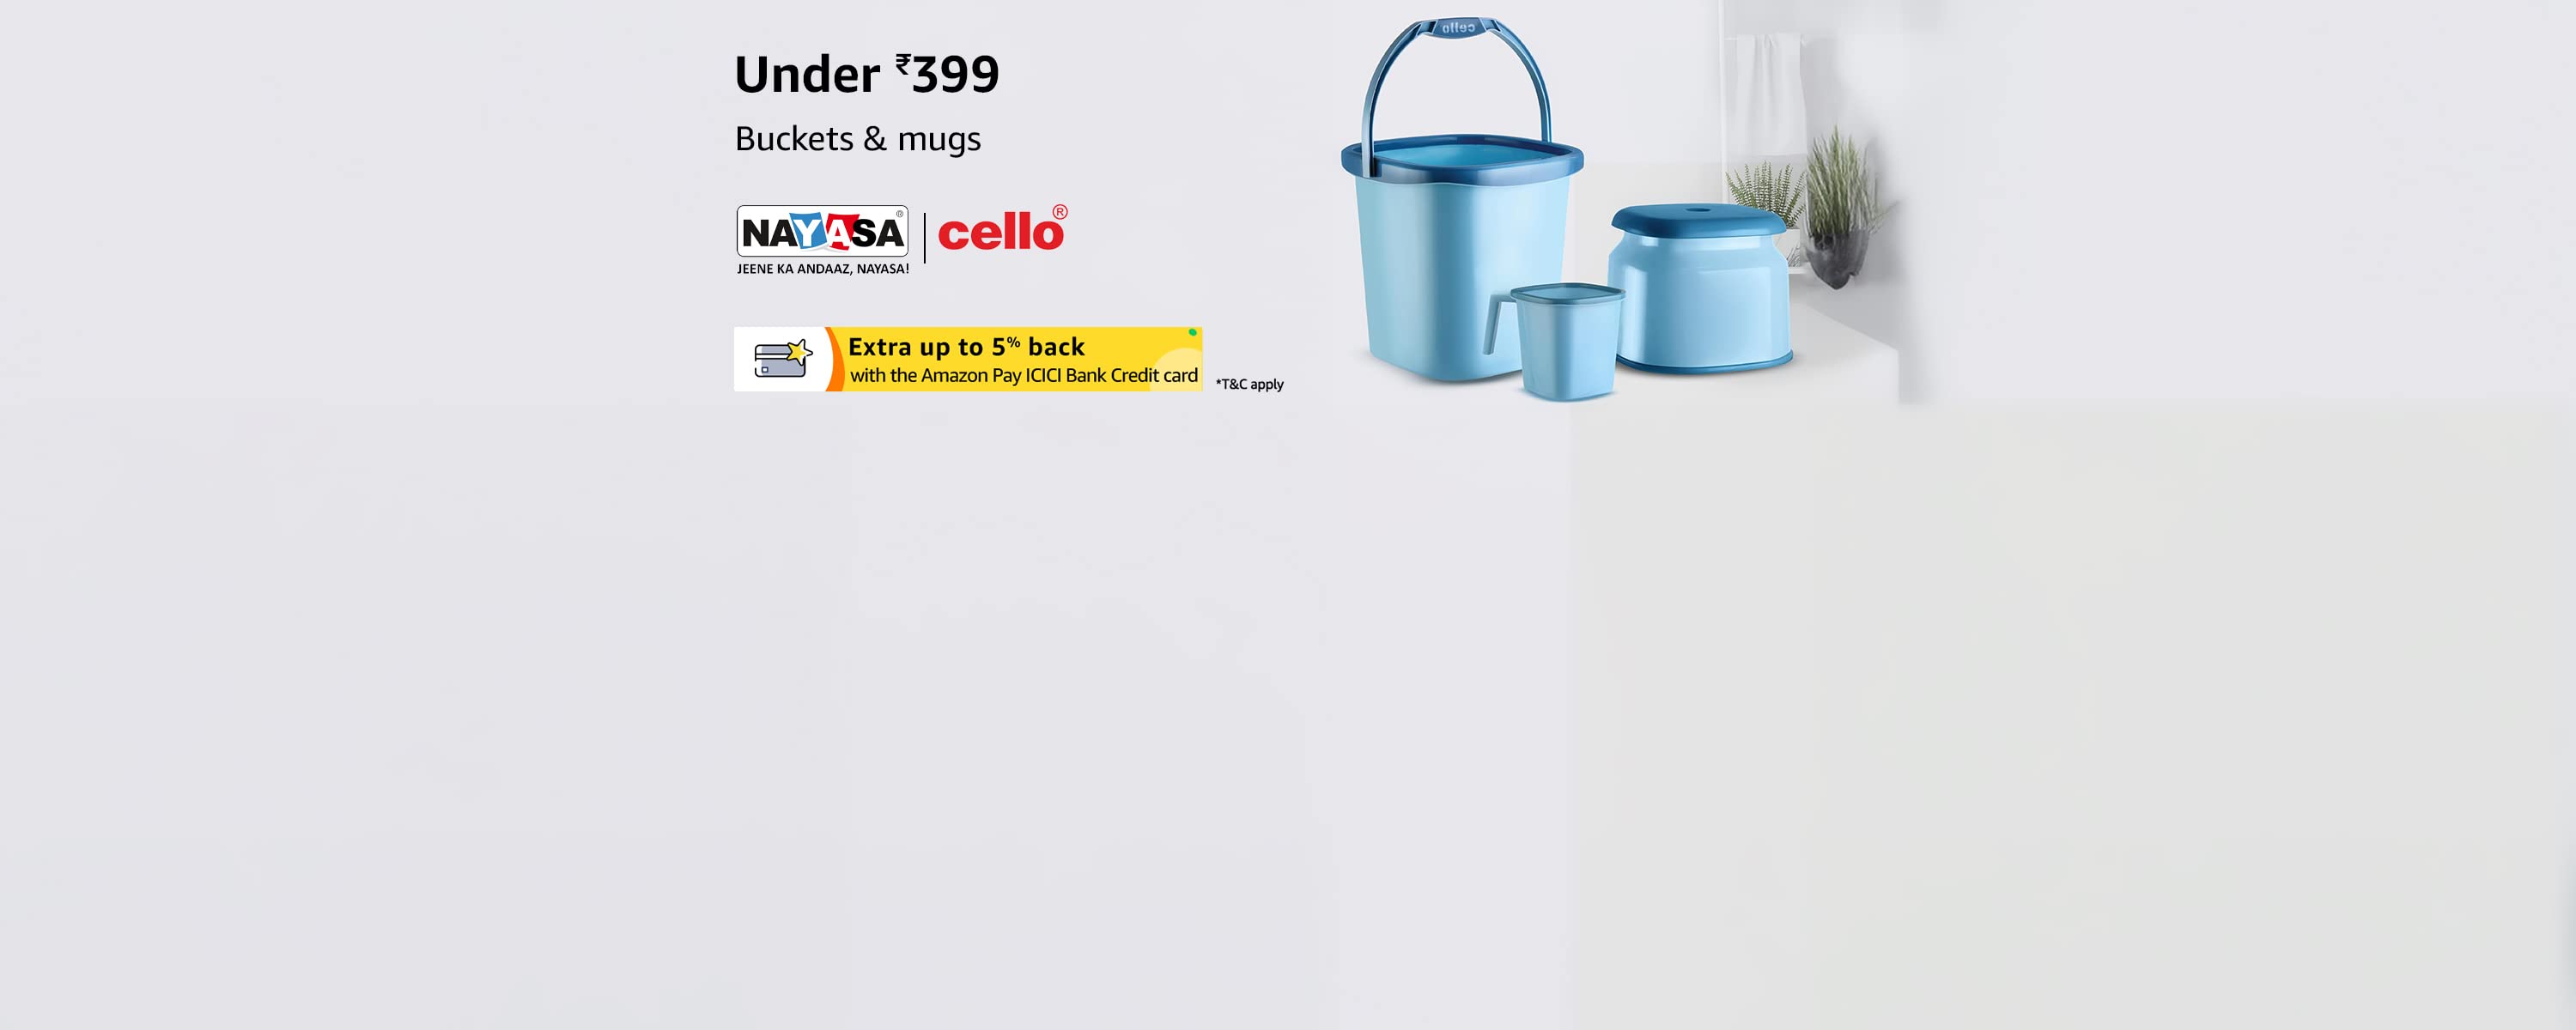 Under ₹399
Buckets & mugs
NAYASA®
JEENE KA ANDAAZ, NAYASA!
cello®
Extra up to 5% back
with the Amazon Pay ICICI Bank Credit card
*T&C apply
cello